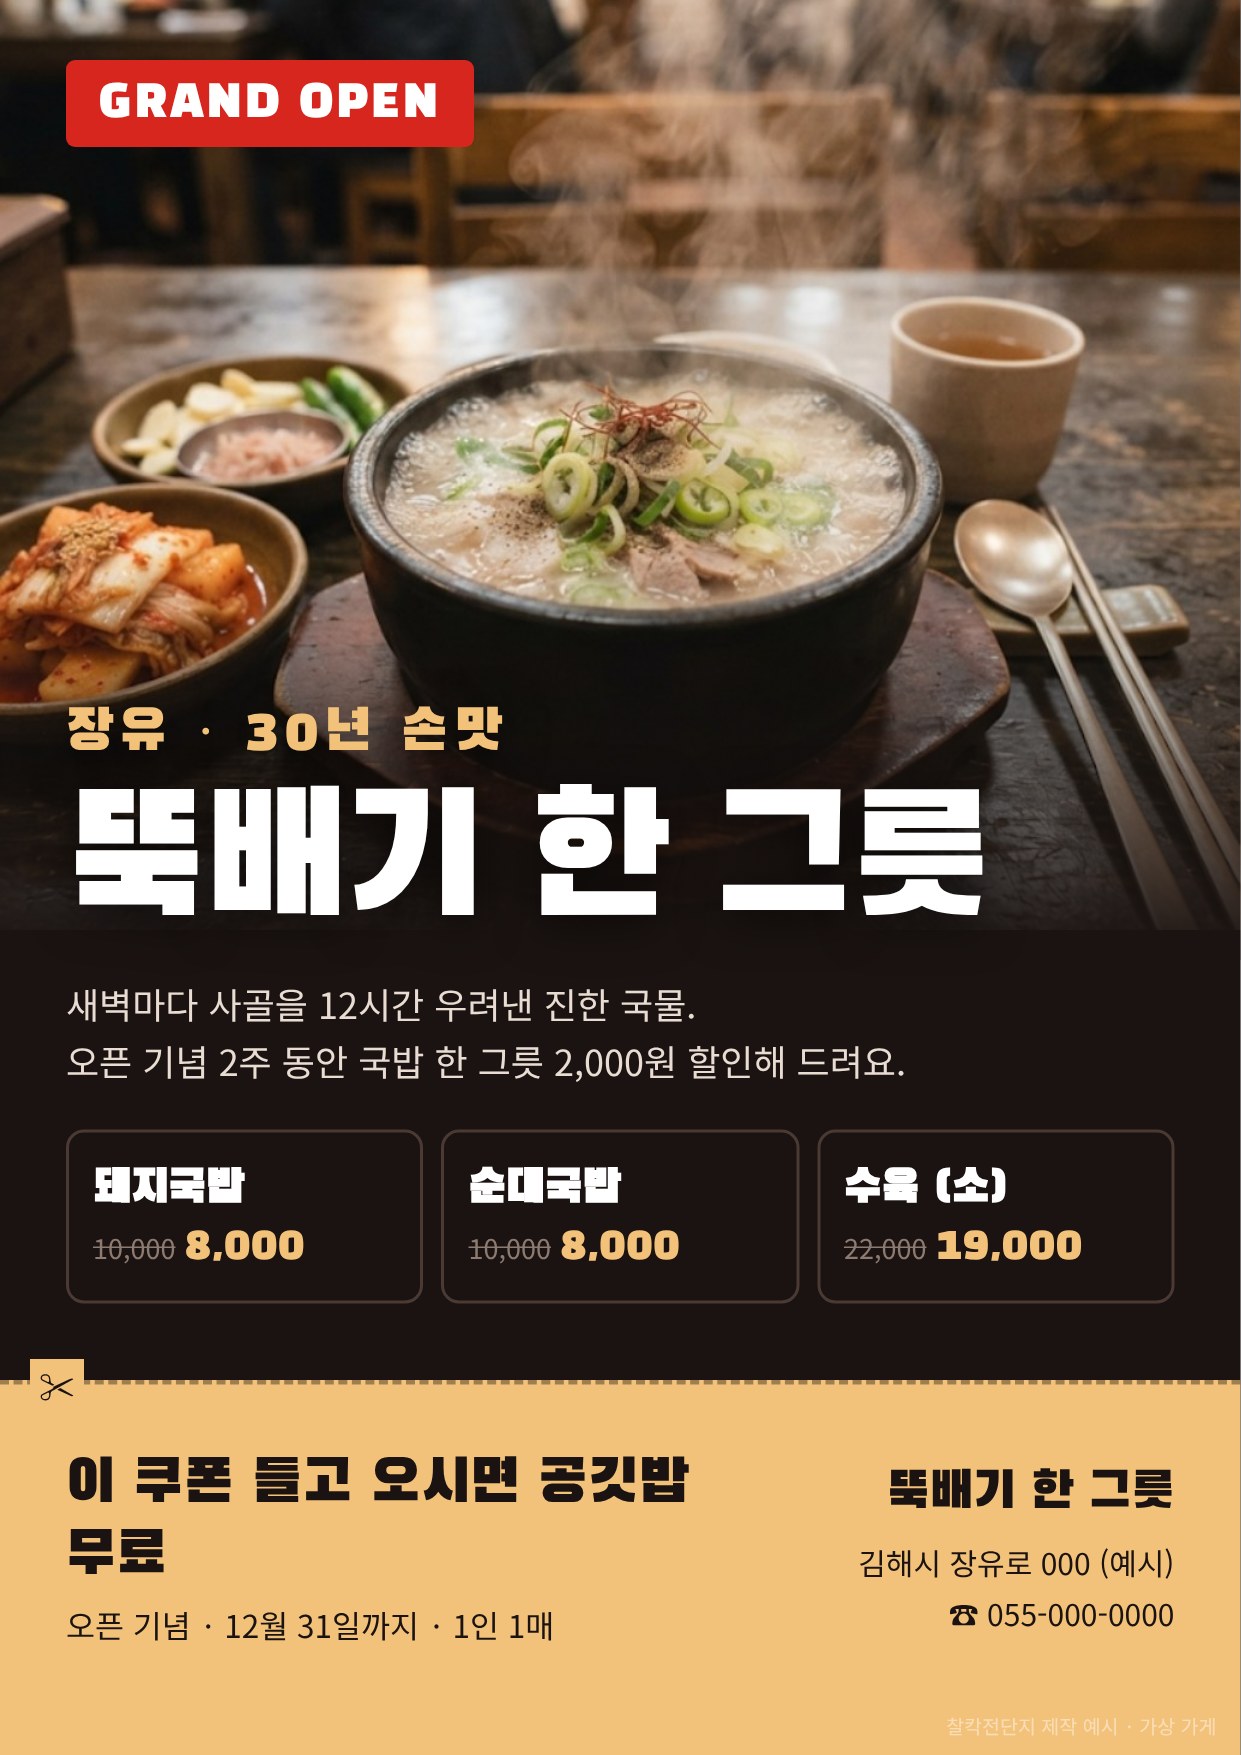 GRAND OPEN
장유 · 30년 손맛
뚝배기 한 그릇
새벽마다 사골을 12시간 우려낸 진한 국물.
오픈 기념 2주 동안 국밥 한 그릇 2,000원 할인해 드려요.
돼지국밥
10,000 8,000
순대국밥
10,000 8,000
수육 (소)
22,000 19,000
이 쿠폰 들고 오시면 공깃밥
무료
오픈 기념 · 12월 31일까지 · 1인 1매
뚝배기 한 그릇
김해시 장유로 000 (예시)
☎ 055-000-0000
찰칵전단지 제작 예시 · 가상 가게